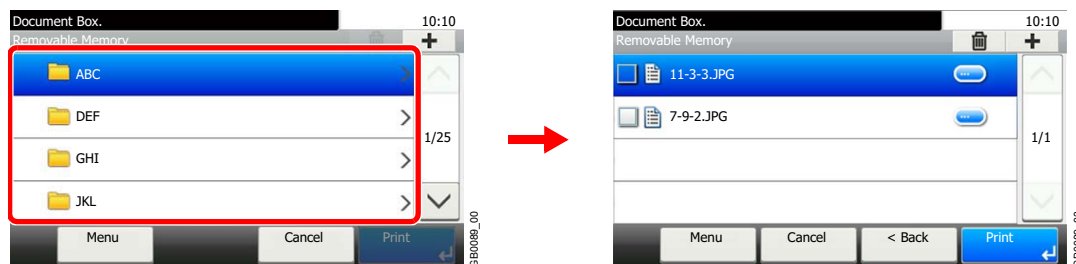 Document Box.
10:10
Removable Memory
+
ABC
DEF
GHI
JKL
1/25
Menu
Cancel
Print
GB0089_00
Document Box.
10:10
Removable Memory
+
11-3-3.JPG
7-9-2.JPG
1/1
Menu
Cancel
< Back
Print